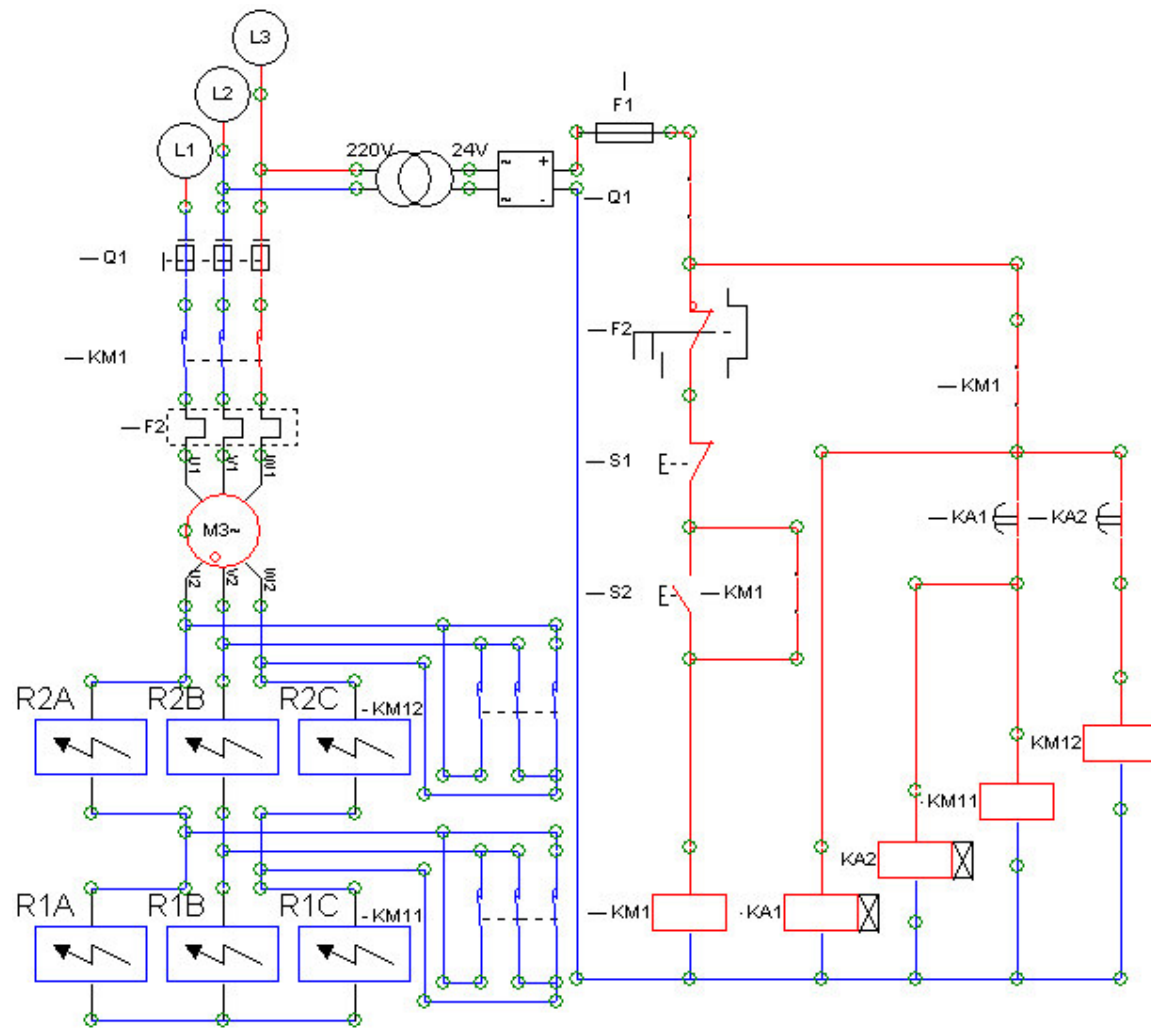 L3
L2
L1
F1
220V
24V
~
+
~
-
— Q1
— Q1
— F2
— KM1
— KM1
— F2
U1
V1
W1
— S1
M3~
— KA1
— KA2
U2
V2
W2
— S2
— KM1
R2A
R2B
R2C
-KM12
KM12
-KM11
KA2
R1A
R1B
R1C
-KM11
— KM1
-KA1